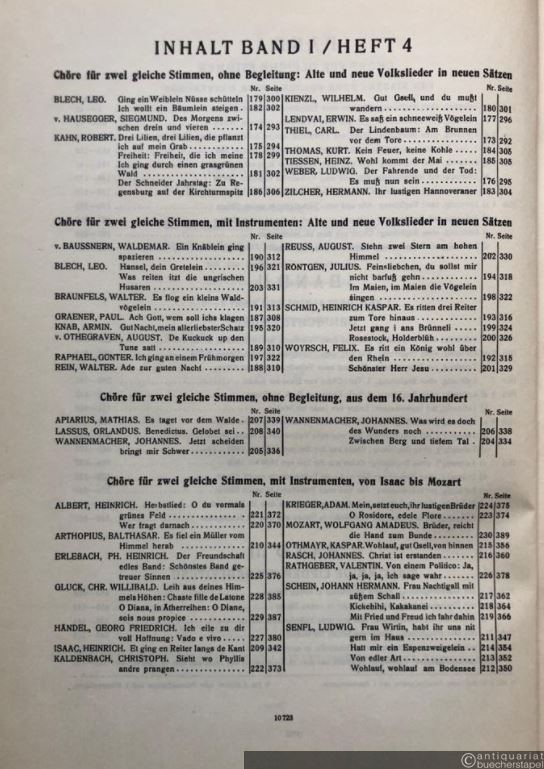 INHALT BAND I / HEFT 4
Chöre für zwei gleiche Stimmen, ohne Begleitung: Alte und neue Volkslieder in neuen Sätzen
Nr. Seite
BLECH, LEO. Ging ein Weiblein Nüsse schütteln 179 300
Ich wollt ein Bäumlein steigen . 182 302
v. HAUSEGGER, SIEGMUND. Des Morgens zwi-
schen drei und vieren ....... 174 293
KAHN, ROBERT. Drei Lilien, drei Lilien, die pflanzt
ich auf mein Grab ........... 175 294
Freiheit: Freiheit, die ich meine 178 299
Ich ging durch einen grasgrünen
Wald .................. 181 302
Der Schneider Jahrstag: Zu Re-
gensburg auf der Kirchturmspitz 186 306
Nr. Seite
KIENZL, WILHELM. Gut Gsell, und du mußt
wandern ................ 180 301
LENDVAI, ERWIN. Es saß ein schneeweiß Vögelein 177 296
THIEL, CARL. Der Lindenbaum: Am Brunnen
vor dem Tore ............. 173 292
THOMAS, KURT. Kein Feuer, keine Kohle .... 184 305
TIESSEN, HEINZ. Wohl kommt der Mai ...... 185 305
WEBER, LUDWIG. Der Fahrende und der Tod:
Es muß nun sein ........... 176 295
ZILCHER, HERMANN. Ihr lustigen Hannoveraner 183 304
Chöre für zwei gleiche Stimmen, mit Instrumenten: Alte und neue Volkslieder in neuen Sätzen
Nr. Seite
v. BAUSSNERN, WALDEMAR. Ein Knäblein ging
spazieren ................ 190 312
BLECH, LEO. Hansel, dein Gretelein ........ 196 321
Was reiten itzt die ungrischen
Husaren ................ 203 331
BRAUNFELS, WALTER. Es flog ein kleins Wald-
vögelein ................ 191 313
GRAENER, PAUL. Ach Gott, wem soll ichs klagen 187 308
KNAB, ARMIN. Gut Nacht, mein allerliebster Schatz 195 320
v. OTHEGRAVEN, AUGUST. De Kuckuck up den
Tune satt ................ 189 310
RAPHAEL, GÜNTER. Ich ging an einem Frühmorgen 197 322
REIN, WALTER. Ade zur guten Nacht ........ 188 310
Nr. Seite
REUSS, AUGUST. Stehn zwei Stern am hohen
Himmel ................ 202 330
RÖNTGEN, JULIUS. Feinsliebchen, du sollst mir
nicht barfuß gehn .......... 194 318
Im Maien, im Maien die Vögelein
singen ................. 198 322
SCHMID, HEINRICH KASPAR. Es ritten drei Reiter
zum Tore hinaus ........... 193 316
Jetzt gang i ans Brünneli ..... 199 324
Rosestock, Holderblüh ....... 200 326
WOYRSCH, FELIX. Es ritt ein König wohl über
den Rhein ............... 192 315
Schönster Herr Jesu ......... 201 329
Chöre für zwei gleiche Stimmen, ohne Begleitung, aus dem 16. Jahrhundert
Nr. Seite
APIARIUS, MATHIAS. Es taget vor dem Walde . 207 339
LASSUS, ORLANDUS. Benedictus. Gelobet sei .. 208 340
WANNENMACHER, JOHANNES. Jetzt scheiden
bringt mir Schwer ........... 205 336
Nr. Seite
WANNENMACHER, JOHANNES. Was wird es doch
des Wunders noch .......... 206 338
Zwischen Berg und tiefem Tal . 204 334
Chöre für zwei gleiche Stimmen, mit Instrumenten, von Isaac bis Mozart
Nr. Seite
ALBERT, HEINRICH. Herbstlied: O du vormals
grünes Feld ............... 221 372
Wer fragt darnach .......... 220 370
ARTHOPIUS, BALTHASAR. Es fiel ein Müller vom
Himmel herab ............. 210 344
ERLEBACH, PH. HEINRICH. Der Freundschaft
edles Band: Schönstes Band ge-
treuer Sinnen ............. 225 376
GLUCK, CHR. WILLIBALD. Leih aus deines Him-
mels Höhen: Chaste fille de Latone 228 385
O Diana, in Ätherreihen: O Diane,
sois nous propice ........... 229 387
HÄNDEL, GEORG FRIEDRICH. Ich eile zu dir
voll Hoffnung: Vado e vivo ..... 227 380
ISAAC, HEINRICH. Et ging en Reiter langs de Kant 209 342
KALDENBACH, CHRISTOPH. Sieht wo Phyllis
andre prangen ............. 222 373
Nr. Seite
KRIEGER, ADAM. Mein, setzt euch, ihr lustigen Brüder 224 375
O Rosidore, edele Flore ...... 223 374
MOZART, WOLFGANG AMADEUS. Brüder, reicht
die Hand zum Bunde ........ 230 389
OTHMAYR, KASPAR. Wohlauf, gut Gsell, von hinnen 215 356
RASCH, JOHANNES. Christ ist erstanden ...... 216 360
RATHGEBER, VALENTIN. Von einem Politico: Ja,
ja, ja, ja, ich sage wahr ...... 226 378
SCHEIN, JOHANN HERMANN. Frau Nachtigall mit
süßem Schall ............. 217 362
Kickehihi, Kakakanei ........ 218 364
Mit Fried und Freud ich fahr dahin 219 366
SENFL, LUDWIG. Frau Wirtin, habt ihr uns nit
gern im Haus ............. 211 347
Hatt mir ein Espenzweigelein .. 214 354
Von edler Art ............. 213 352
Wohlauf, wohlauf am Bodensee 212 350
10723
© antiquariat
buecherstapel